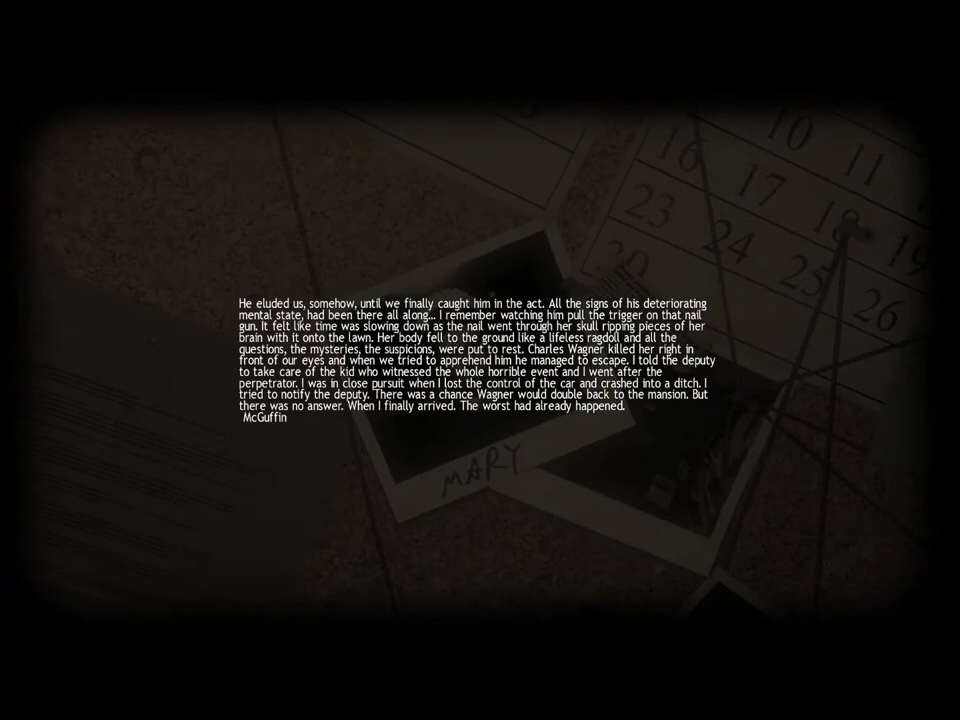 He eluded us, somehow, until we finally caught him in the act. All the signs of his deteriorating
mental state, had been there all along... I remember watching him pull the trigger on that nail
gun. It felt like time was slowing down as the nail went through her skull ripping pieces of her
brain with it onto the lawn. Her body fell to the ground like a lifeless ragdoll and all the
questions, the mysteries, the suspicions, were put to rest. Charles Wagner killed her right in
front of our eyes and when we tried to apprehend him he managed to escape. I told the deputy
to take care of the kid who witnessed the whole horrible event and I went after the
perpetrator. I was in close pursuit when I lost the control of the car and crashed into a ditch. I
tried to notify the deputy. There was a chance Wagner would double back to the mansion. But
there was no answer. When I finally arrived. The worst had already happened.
McGuffin
10 11
16 17 18 19
23 24 25 26
30
MARY